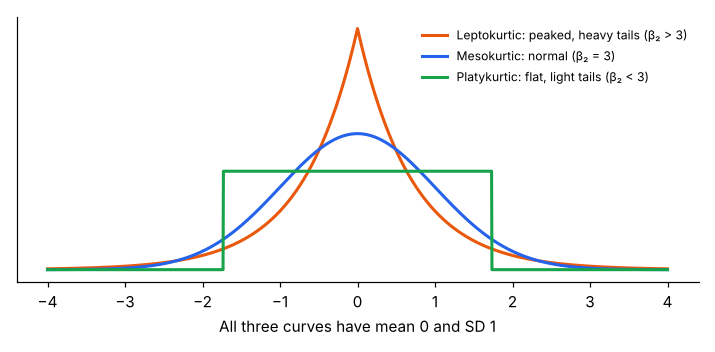 Leptokurtic: peaked, heavy tails (β₂ > 3)
Mesokurtic: normal (β₂ = 3)
Platykurtic: flat, light tails (β₂ < 3)
−4 −3 −2 −1 0 1 2 3 4
All three curves have mean 0 and SD 1